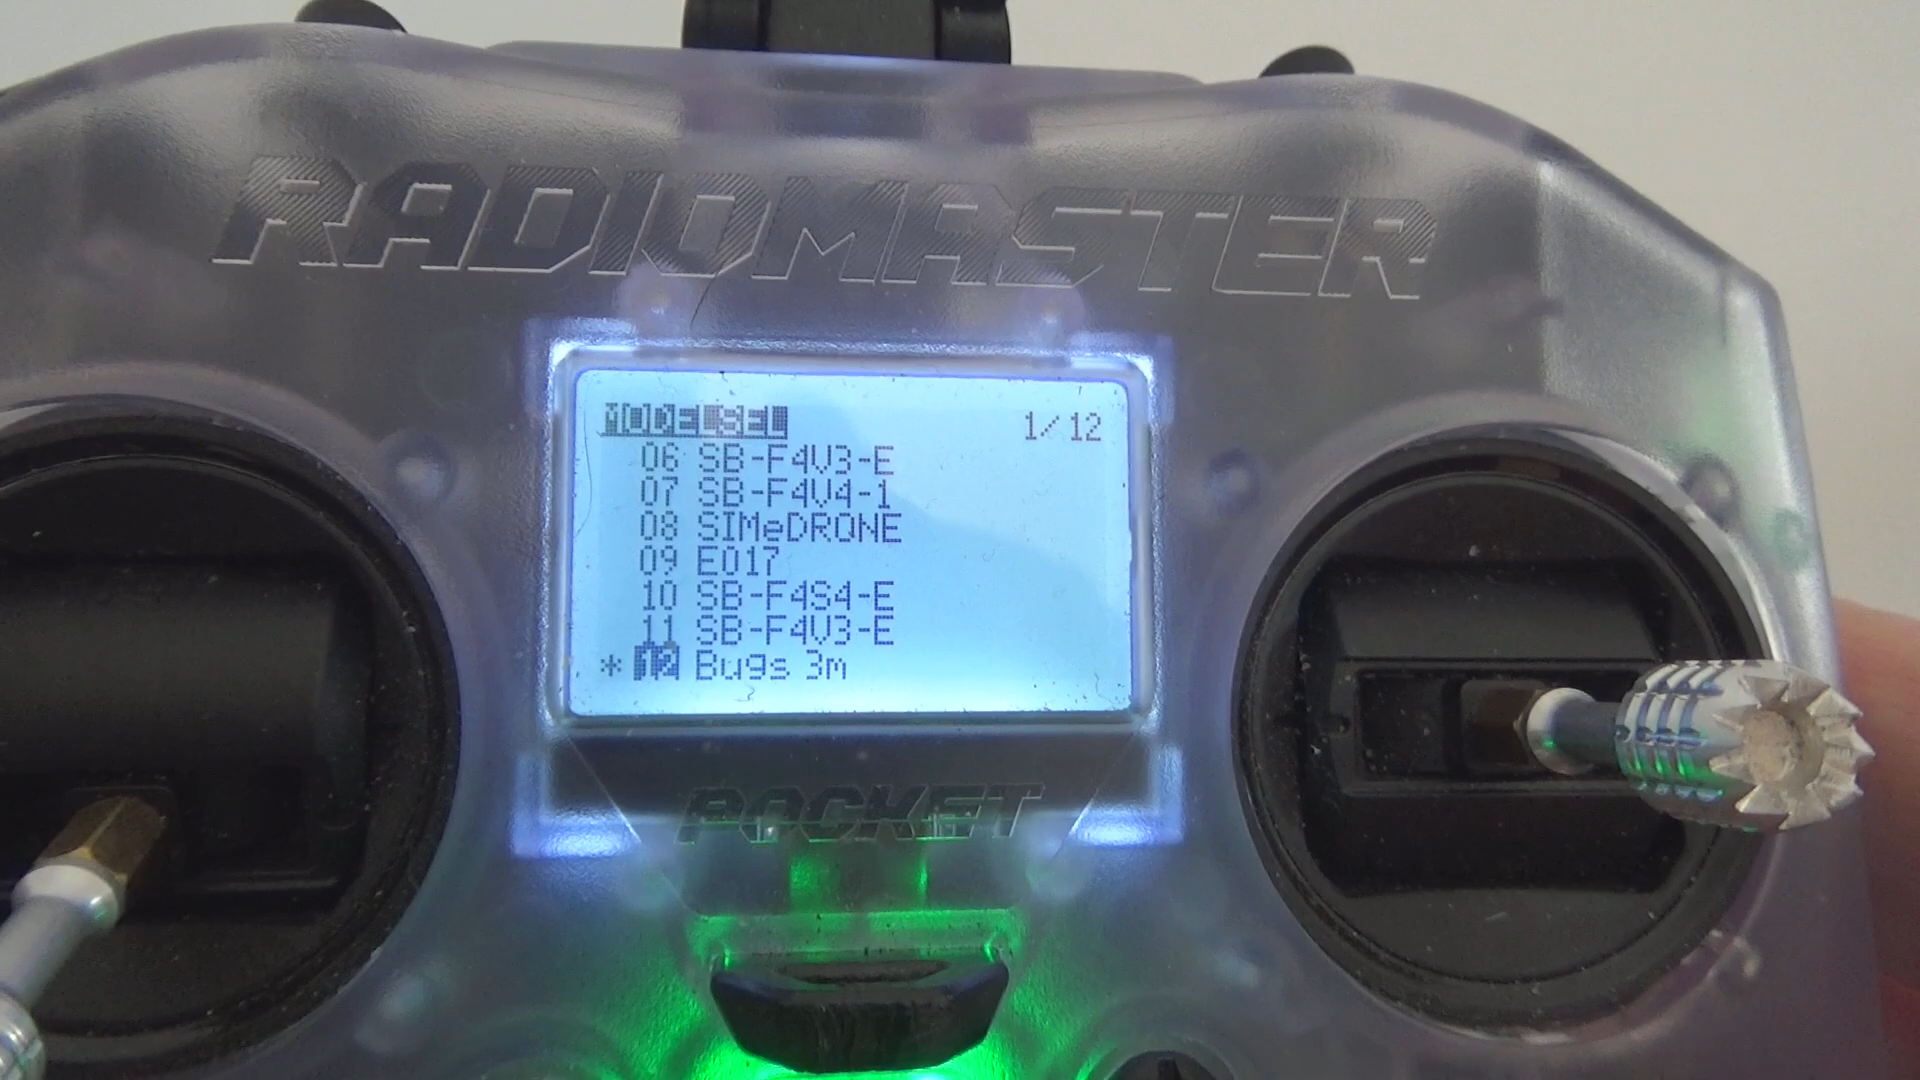 RADIOMASTER
MODELSEL 1/12
06 SB-F4V3-E
07 SB-F4V4-1
08 SIMeDRONE
09 E017
10 SB-F4S4-E
11 SB-F4V3-E
* 12 Bugs 3m
POCKET